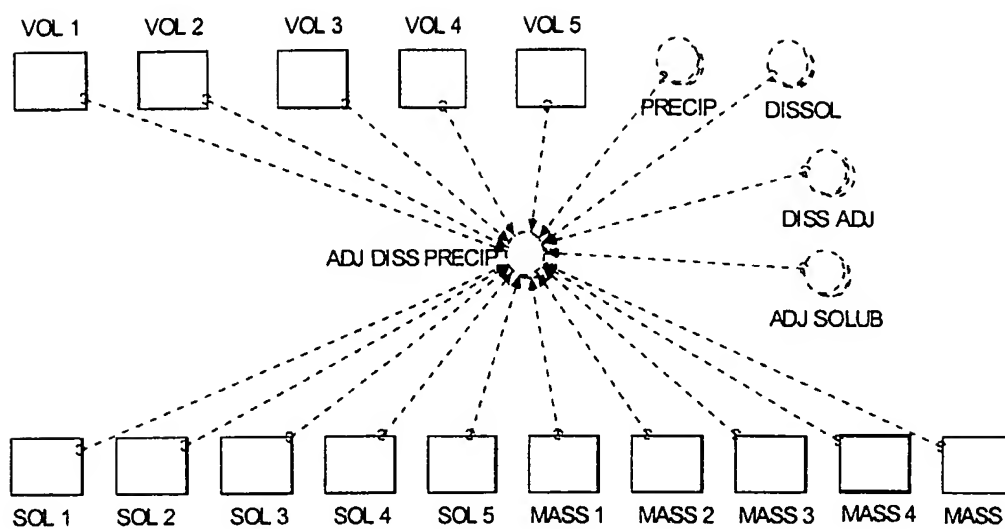 VOL 1 VOL 2 VOL 3 VOL 4 VOL 5
PRECIP DISSOL
DISS ADJ
ADJ DISS PRECIP
ADJ SOLUB
SOL 1 SOL 2 SOL 3 SOL 4 SOL 5 MASS 1 MASS 2 MASS 3 MASS 4 MASS